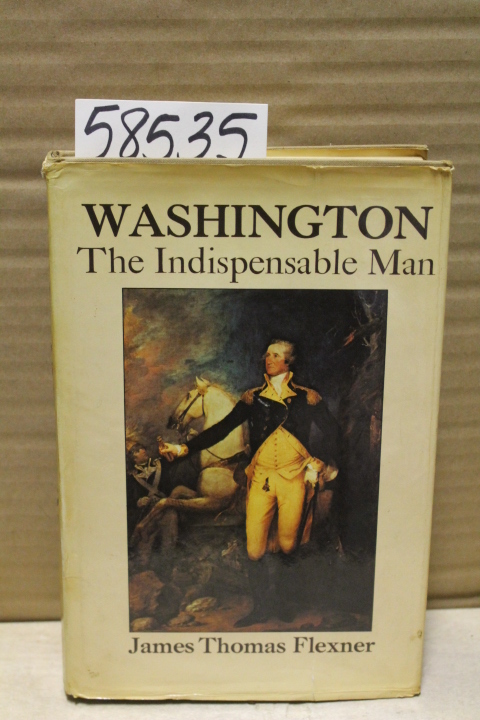 58535
WASHINGTON
The Indispensable Man
James Thomas Flexner